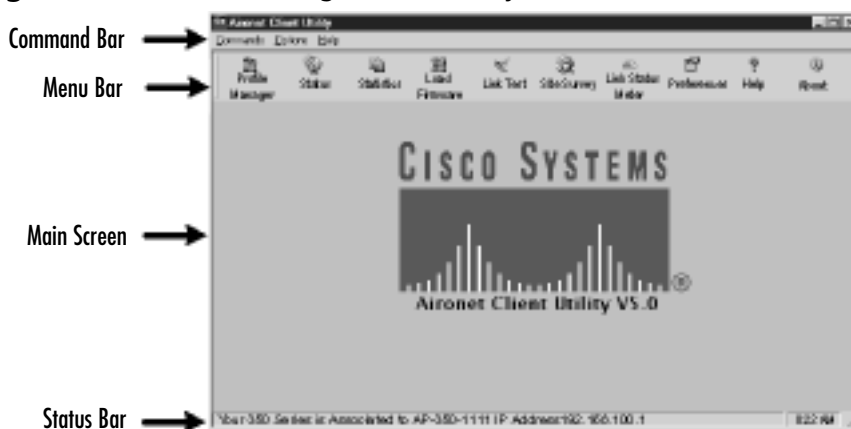 Aironet Client Utility
Command Bar
Commands Options Help
Menu Bar
Profile Manager
Status
Statistics
Load Firmware
Link Test
Site Survey
Link Status Meter
Preferences
Help
About
CISCO SYSTEMS
®
Main Screen
Aironet Client Utility V5.0
Status Bar
Your 350 Series is Associated to AP-350-1111 IP Address:192.168.100.1
8:22 AM